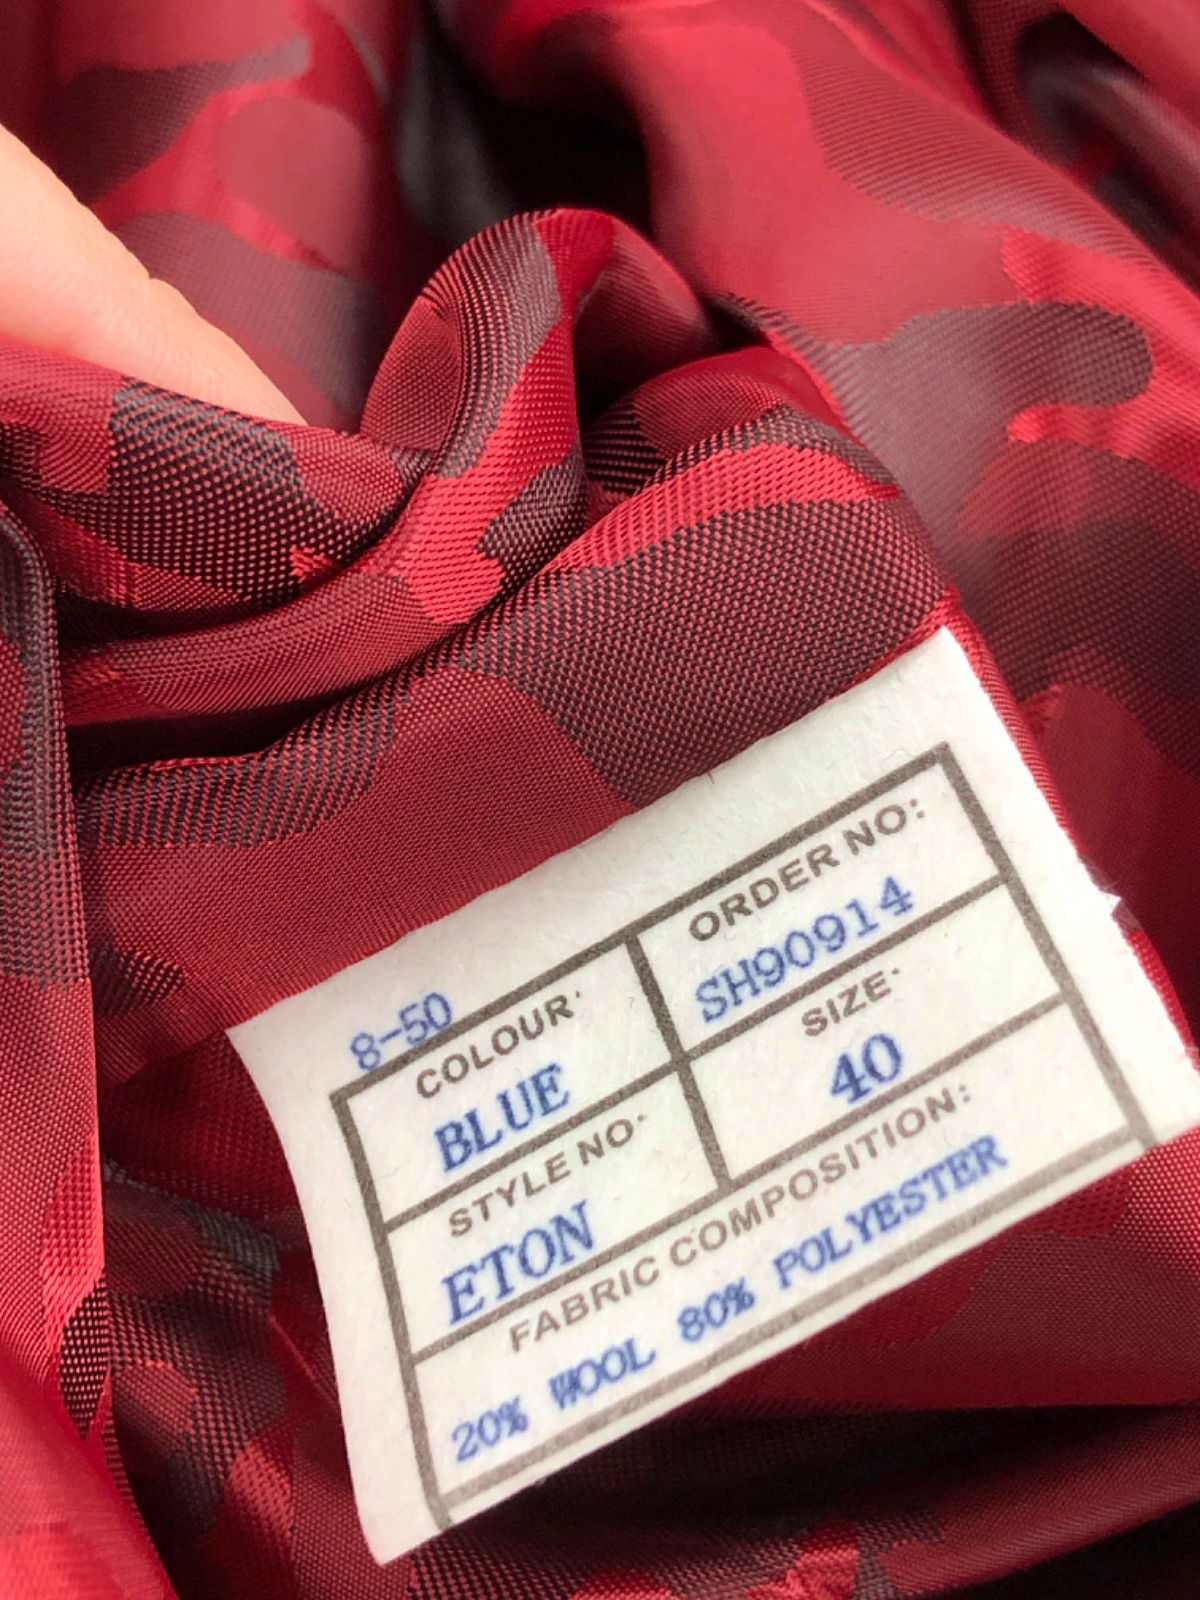 8-50
COLOUR:
BLUE
ORDER NO:
SH90914
STYLE NO:
ETON
SIZE:
40
FABRIC COMPOSITION:
20% WOOL 80% POLYESTER